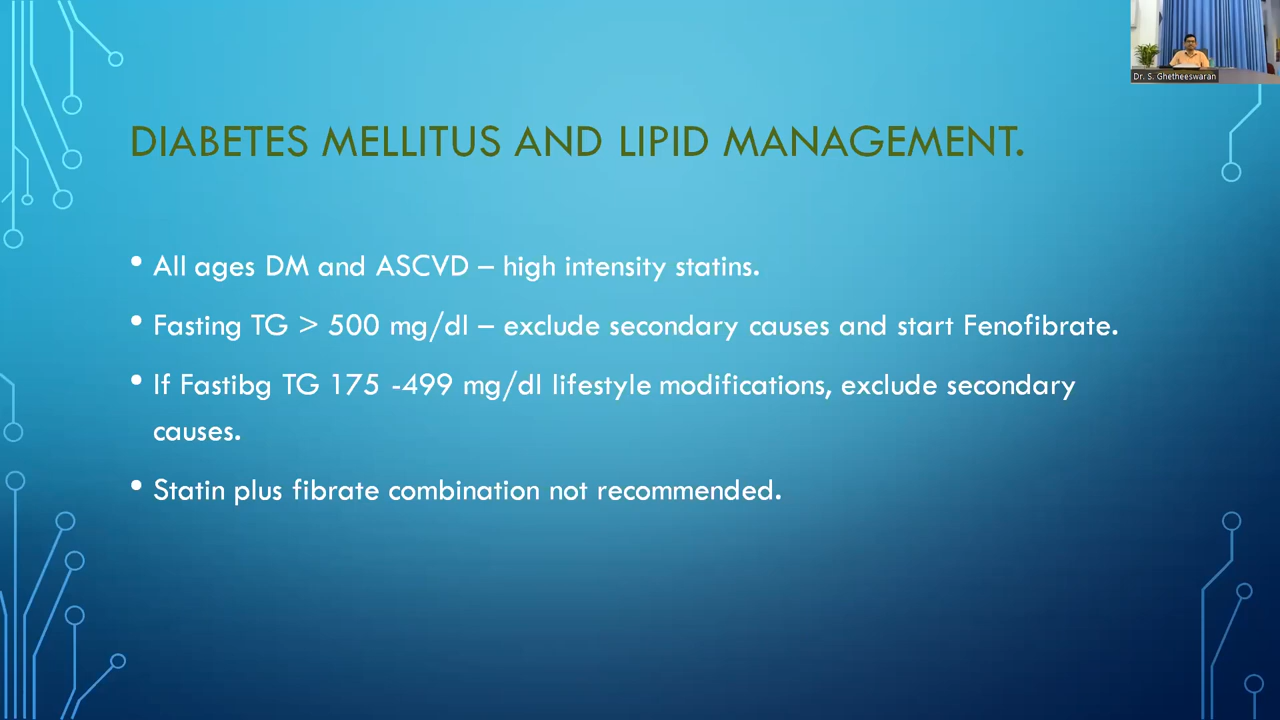 Dr. S. Ghetheeswaran
DIABETES MELLITUS AND LIPID MANAGEMENT.
• All ages DM and ASCVD – high intensity statins.
• Fasting TG > 500 mg/dl – exclude secondary causes and start Fenofibrate.
• If Fastibg TG 175 -499 mg/dl lifestyle modifications, exclude secondary
causes.
• Statin plus fibrate combination not recommended.